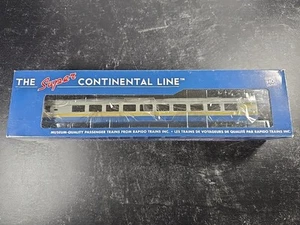 THE Super CONTINENTAL LINE™
MUSEUM-QUALITY PASSENGER TRAINS FROM RAPIDO TRAINS INC. • LES TRAINS DE VOYAGEURS DE QUALITÉ PAR RAPIDO TRAINS INC.